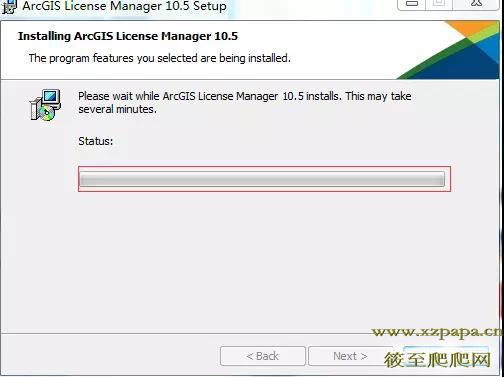 ArcGIS License Manager 10.5 Setup
Installing ArcGIS License Manager 10.5
The program features you selected are being installed.
Please wait while ArcGIS License Manager 10.5 installs. This may take
several minutes.
Status:
www.xzpapa.cn
< Back
Next >
筱至爬爬网